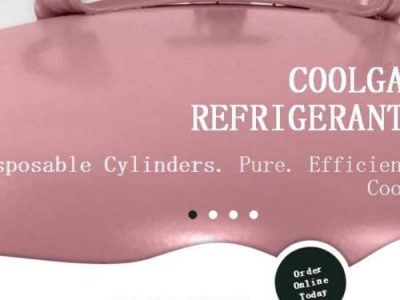 COOLGA
REFRIGERANT
sposable Cylinders. Pure. Efficien
Coo
Order
Online
Today